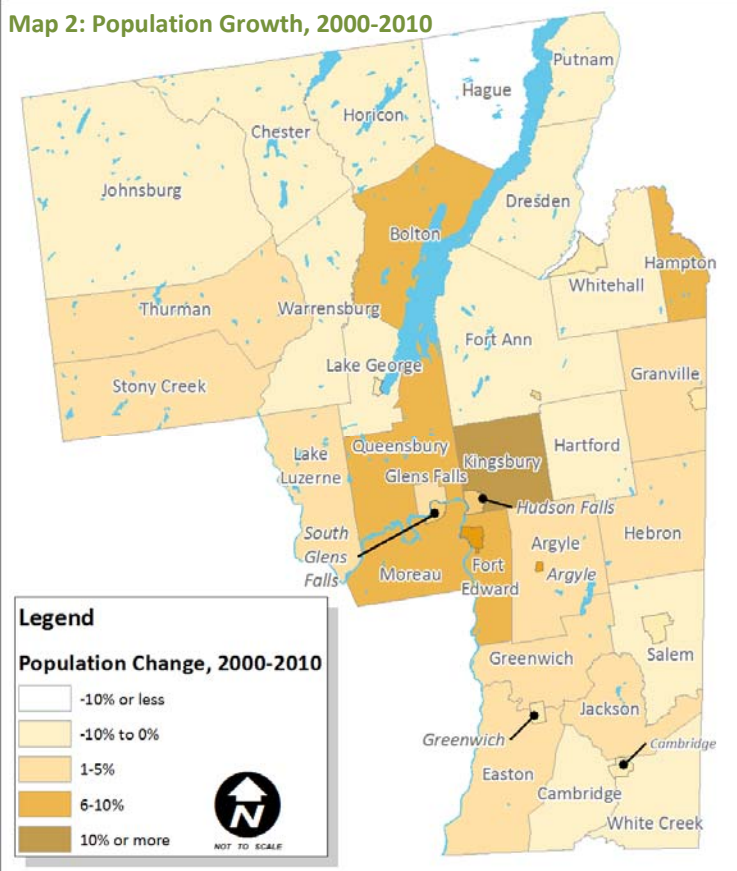 Map 2: Population Growth, 2000-2010
Putnam
Hague
Horicon
Chester
Johnsburg
Dresden
Bolton
Hampton
Whitehall
Thurman
Warrensburg
Fort Ann
Lake George
Granville
Stony Creek
Queensbury
Hartford
Lake
Luzerne
Kingsbury
Glens Falls
Hudson Falls
South
Glens
Falls
Hebron
Argyle
Fort
Edward
Argyle
Moreau
Salem
Greenwich
Jackson
Greenwich
Cambridge
Easton
Cambridge
White Creek
Legend
Population Change, 2000-2010
-10% or less
-10% to 0%
1-5%
6-10%
10% or more
N
NOT TO SCALE